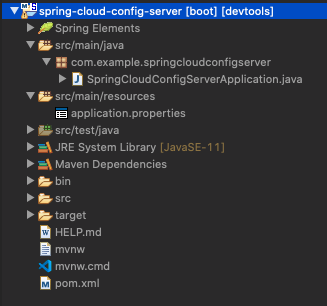 spring-cloud-config-server [boot] [devtools]
Spring Elements
src/main/java
com.example.springcloudconfigserver
SpringCloudConfigServerApplication.java
src/main/resources
application.properties
src/test/java
JRE System Library [JavaSE-11]
Maven Dependencies
bin
src
target
HELP.md
mvnw
mvnw.cmd
pom.xml